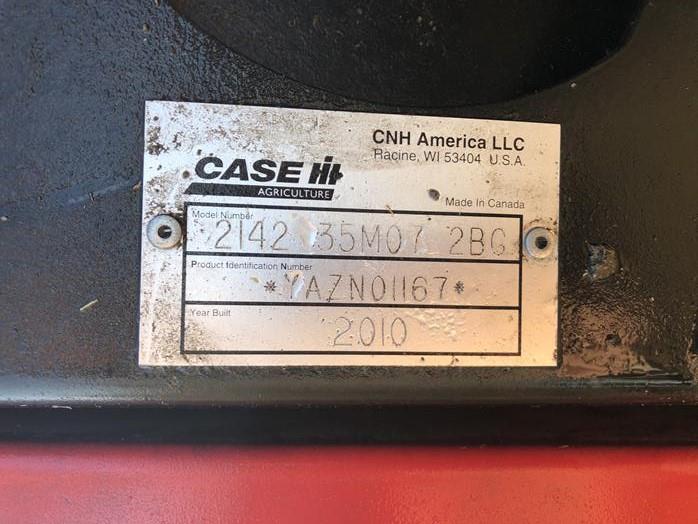 CNH America LLC
Racine, WI 53404 U.S.A.
CASE IH
AGRICULTURE
Made In Canada
Model Number
2142 35M07 2BG
Product Identification Number
*YAZN01167*
Year Built
2010